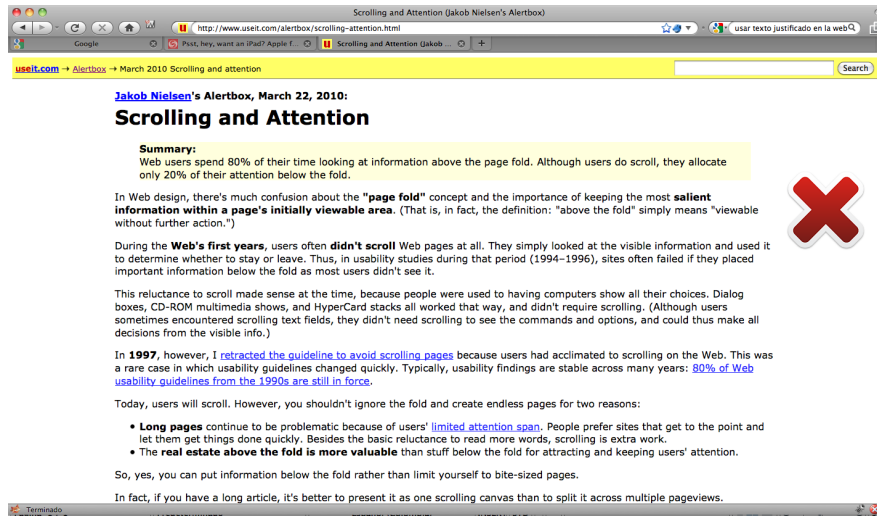 Scrolling and Attention (Jakob Nielsen's Alertbox)
http://www.useit.com/alertbox/scrolling-attention.html
usar texto justificado en la web
Google
Psst, hey, want an iPad? Apple f...
Scrolling and Attention (Jakob ...
useit.com → Alertbox → March 2010 Scrolling and attention
Search
Jakob Nielsen's Alertbox, March 22, 2010:
Scrolling and Attention
Summary:
Web users spend 80% of their time looking at information above the page fold. Although users do scroll, they allocate
only 20% of their attention below the fold.
In Web design, there's much confusion about the "page fold" concept and the importance of keeping the most salient
information within a page's initially viewable area. (That is, in fact, the definition: "above the fold" simply means "viewable
without further action.")
During the Web's first years, users often didn't scroll Web pages at all. They simply looked at the visible information and used it
to determine whether to stay or leave. Thus, in usability studies during that period (1994–1996), sites often failed if they placed
important information below the fold as most users didn't see it.
This reluctance to scroll made sense at the time, because people were used to having computers show all their choices. Dialog
boxes, CD-ROM multimedia shows, and HyperCard stacks all worked that way, and didn't require scrolling. (Although users
sometimes encountered scrolling text fields, they didn't need scrolling to see the commands and options, and could thus make all
decisions from the visible info.)
In 1997, however, I retracted the guideline to avoid scrolling pages because users had acclimated to scrolling on the Web. This was
a rare case in which usability guidelines changed quickly. Typically, usability findings are stable across many years: 80% of Web
usability guidelines from the 1990s are still in force.
Today, users will scroll. However, you shouldn't ignore the fold and create endless pages for two reasons:
• Long pages continue to be problematic because of users' limited attention span. People prefer sites that get to the point and
let them get things done quickly. Besides the basic reluctance to read more words, scrolling is extra work.
• The real estate above the fold is more valuable than stuff below the fold for attracting and keeping users' attention.
So, yes, you can put information below the fold rather than limit yourself to bite-sized pages.
In fact, if you have a long article, it's better to present it as one scrolling canvas than to split it across multiple pageviews.
Terminado